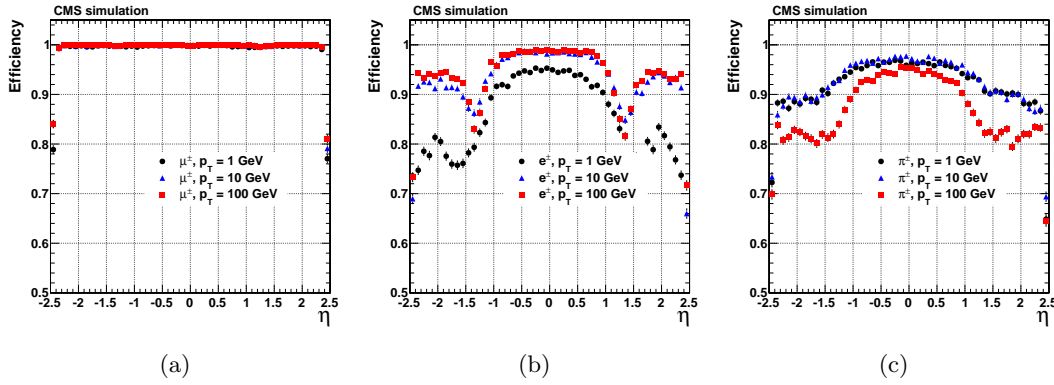 CMS simulation
Efficiency
1
0.9
0.8
0.7
0.6
0.5
μ±, pT = 1 GeV
μ±, pT = 10 GeV
μ±, pT = 100 GeV
-2.5 -2 -1.5 -1 -0.5 0 0.5 1 1.5 2 2.5
η
(a)
CMS simulation
Efficiency
1
0.9
0.8
0.7
0.6
0.5
e±, pT = 1 GeV
e±, pT = 10 GeV
e±, pT = 100 GeV
-2.5 -2 -1.5 -1 -0.5 0 0.5 1 1.5 2 2.5
η
(b)
CMS simulation
Efficiency
1
0.9
0.8
0.7
0.6
0.5
π±, pT = 1 GeV
π±, pT = 10 GeV
π±, pT = 100 GeV
-2.5 -2 -1.5 -1 -0.5 0 0.5 1 1.5 2 2.5
η
(c)